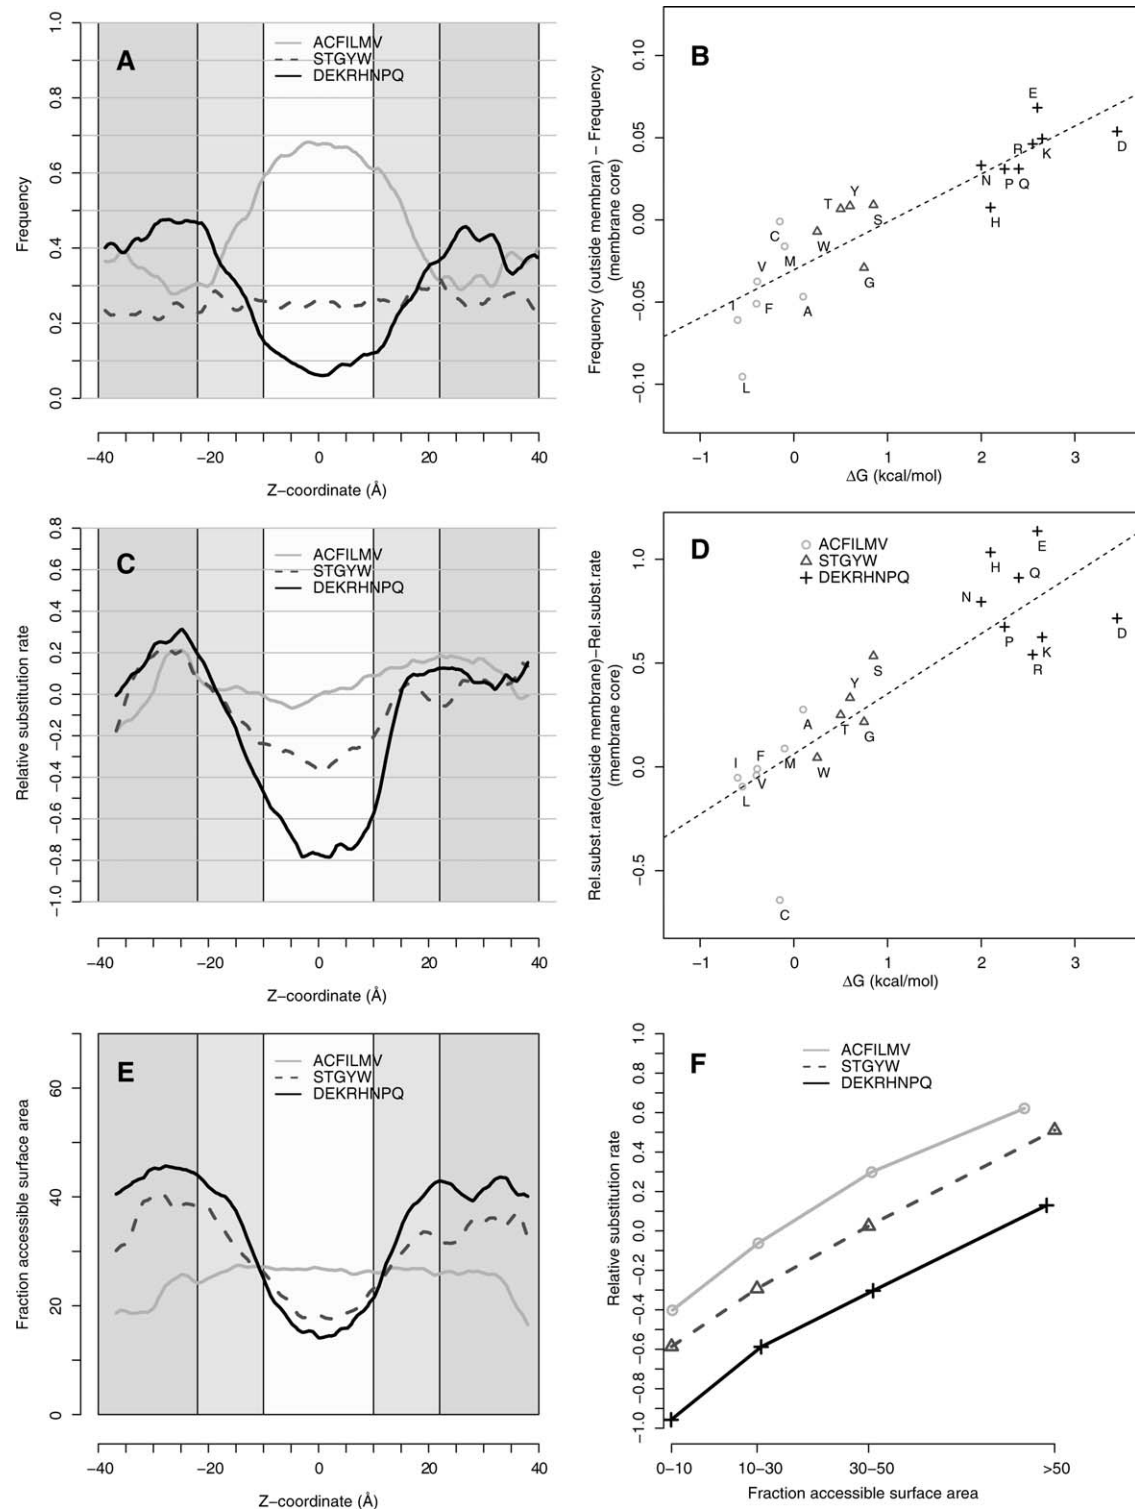 A
ACFILMV
STGYW
DEKRHNPQ
Frequency
0.0
0.2
0.4
0.6
0.8
1.0
−40
−20
0
20
40
Z−coordinate (Å)
B
Frequency (outside membran) − Frequency
(membrane core)
−0.10
−0.05
0.00
0.05
0.10
E
R
K
D
N
P
Q
H
T
Y
S
C
W
M
V
G
I
F
A
L
−1
0
1
2
3
ΔG (kcal/mol)
C
ACFILMV
STGYW
DEKRHNPQ
Relative substitution rate
−1.0
−0.8
−0.6
−0.4
−0.2
0.0
0.2
0.4
0.6
0.8
−40
−20
0
20
40
Z−coordinate (Å)
D
ACFILMV
STGYW
DEKRHNPQ
Rel.subst.rate(outside membrane)−Rel.subst.rate
(membrane core)
−0.5
0.0
0.5
1.0
E
H
Q
N
D
P
K
R
S
Y
A
T
G
I
F
M
W
V
L
C
−1
0
1
2
3
ΔG (kcal/mol)
E
ACFILMV
STGYW
DEKRHNPQ
Fraction accessible surface area
0
20
40
60
−40
−20
0
20
40
Z−coordinate (Å)
F
ACFILMV
STGYW
DEKRHNPQ
Relative substitution rate
−1.0
−0.8
−0.6
−0.4
−0.2
0.0
0.2
0.4
0.6
0.8
1.0
0−10
10−30
30−50
>50
Fraction accessible surface area